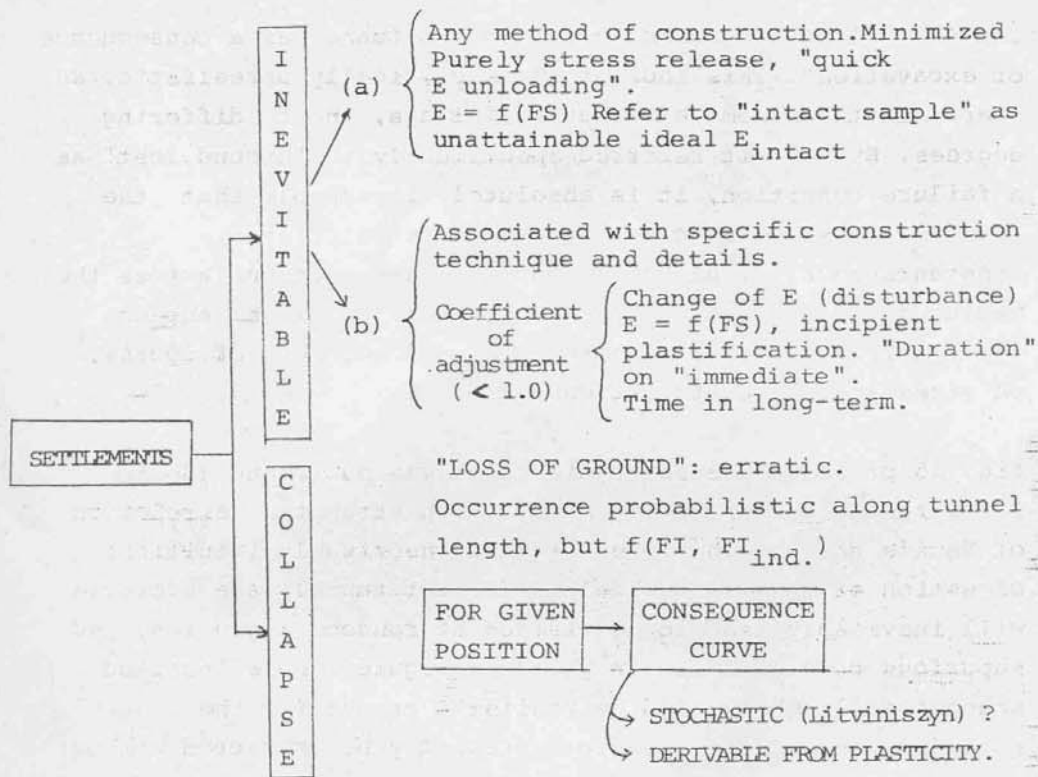 SETTLEMENTS
INEVITABLE
(a)
Any method of construction.Minimized
Purely stress release, "quick
E unloading".
E = f(FS) Refer to "intact sample" as
unattainable ideal E intact
(b)
Associated with specific construction
technique and details.
Coefficient
of
adjustment
(< 1.0)
Change of E (disturbance)
E = f(FS), incipient
plastification. "Duration"
on "immediate".
Time in long-term.
COLLAPSE
"LOSS OF GROUND": erratic.
Occurrence probabilistic along tunnel
length, but f(FI, FI ind.)
FOR GIVEN
POSITION
CONSEQUENCE
CURVE
STOCHASTIC (Litviniszyn) ?
DERIVABLE FROM PLASTICITY.